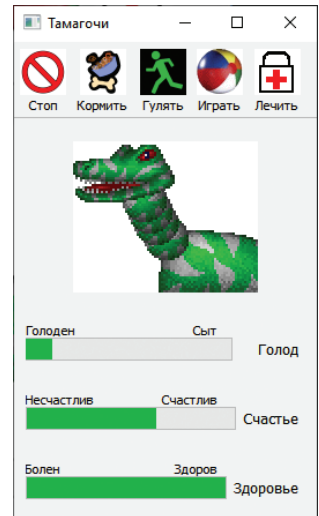 Тамагочи
Стоп Кормить Гулять Играть Лечить
Голоден Сыт
Голод
Несчастлив Счастлив
Счастье
Болен Здоров
Здоровье